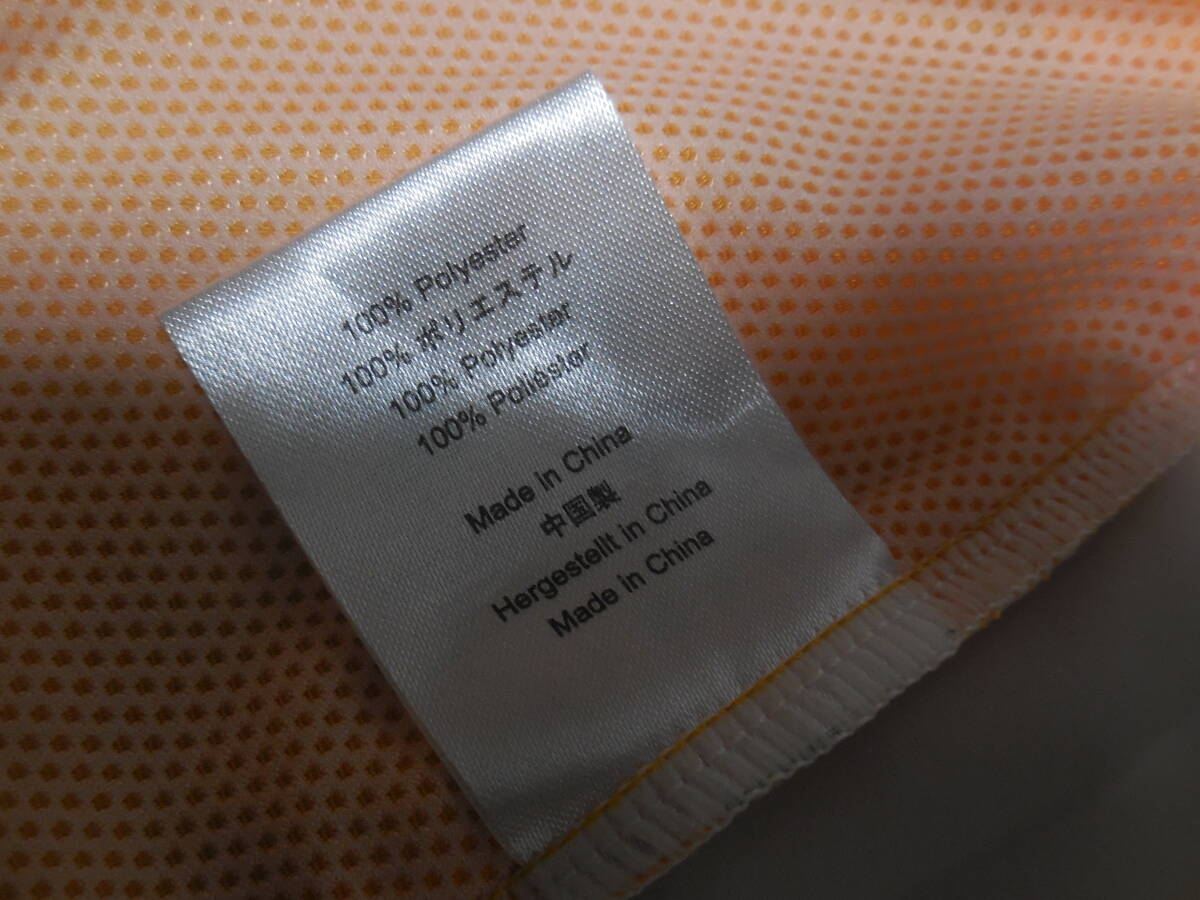 100% Polyester
100% ポリエステル
100% Polyester
100% Poliéster
Made in China
中国製
Hergestellt in China
Made in China